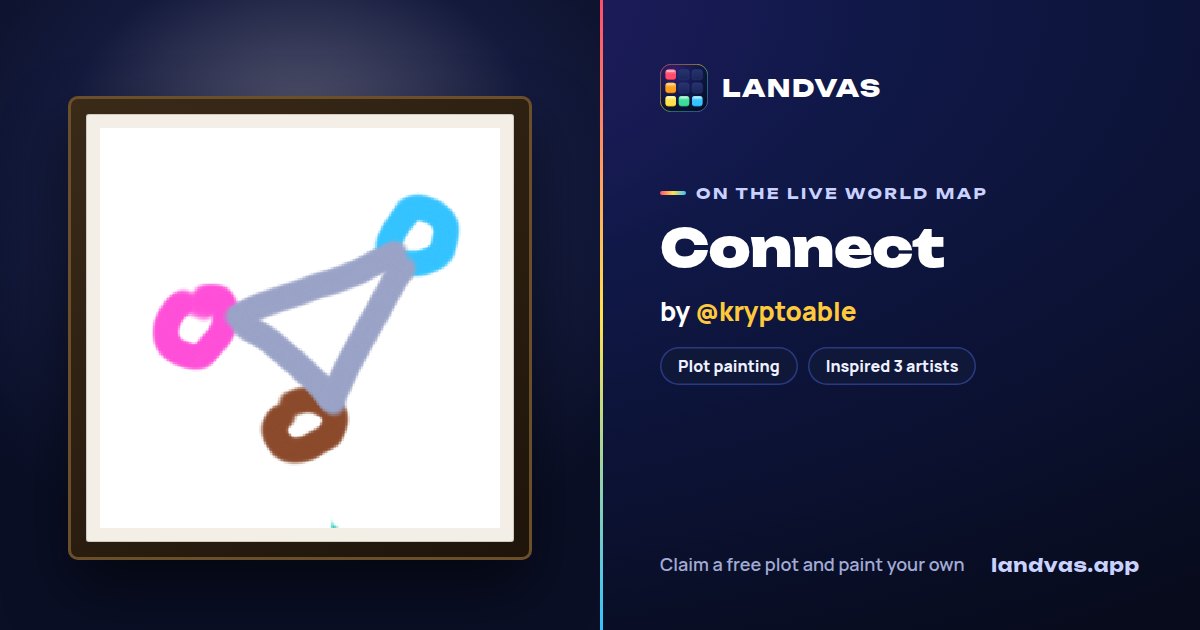 LANDVAS
ON THE LIVE WORLD MAP
Connect
by @kryptoable
Plot painting
Inspired 3 artists
Claim a free plot and paint your own
landvas.app